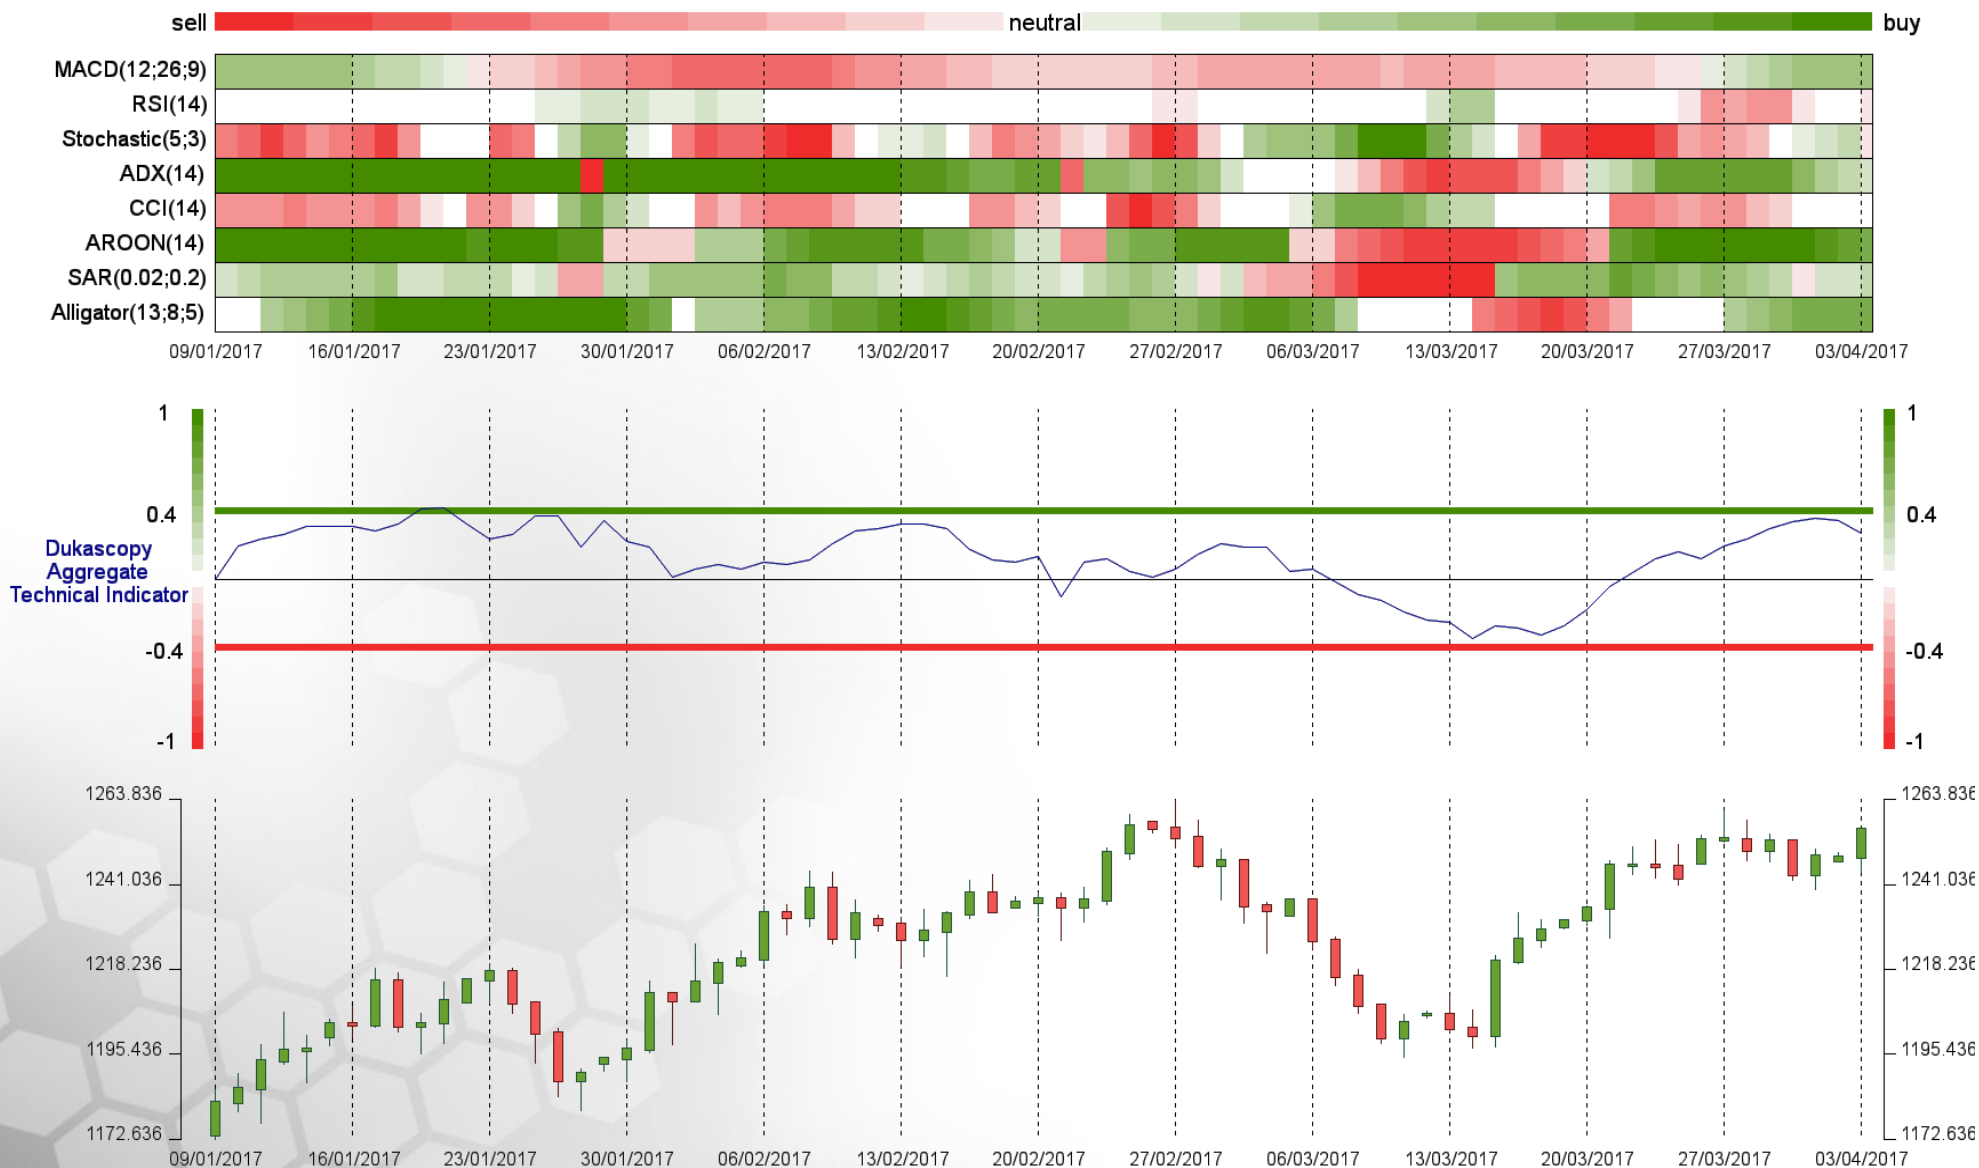 sell neutral buy
MACD(12;26;9)
RSI(14)
Stochastic(5;3)
ADX(14)
CCI(14)
AROON(14)
SAR(0.02;0.2)
Alligator(13;8;5)
09/01/2017 16/01/2017 23/01/2017 30/01/2017 06/02/2017 13/02/2017 20/02/2017 27/02/2017 06/03/2017 13/03/2017 20/03/2017 27/03/2017 03/04/2017
1 1
0.4 0.4
Dukascopy
Aggregate
Technical Indicator
-0.4 -0.4
-1 -1
1263.836 1263.836
1241.036 1241.036
1218.236 1218.236
1195.436 1195.436
1172.636 1172.636
09/01/2017 16/01/2017 23/01/2017 30/01/2017 06/02/2017 13/02/2017 20/02/2017 27/02/2017 06/03/2017 13/03/2017 20/03/2017 27/03/2017 03/04/2017